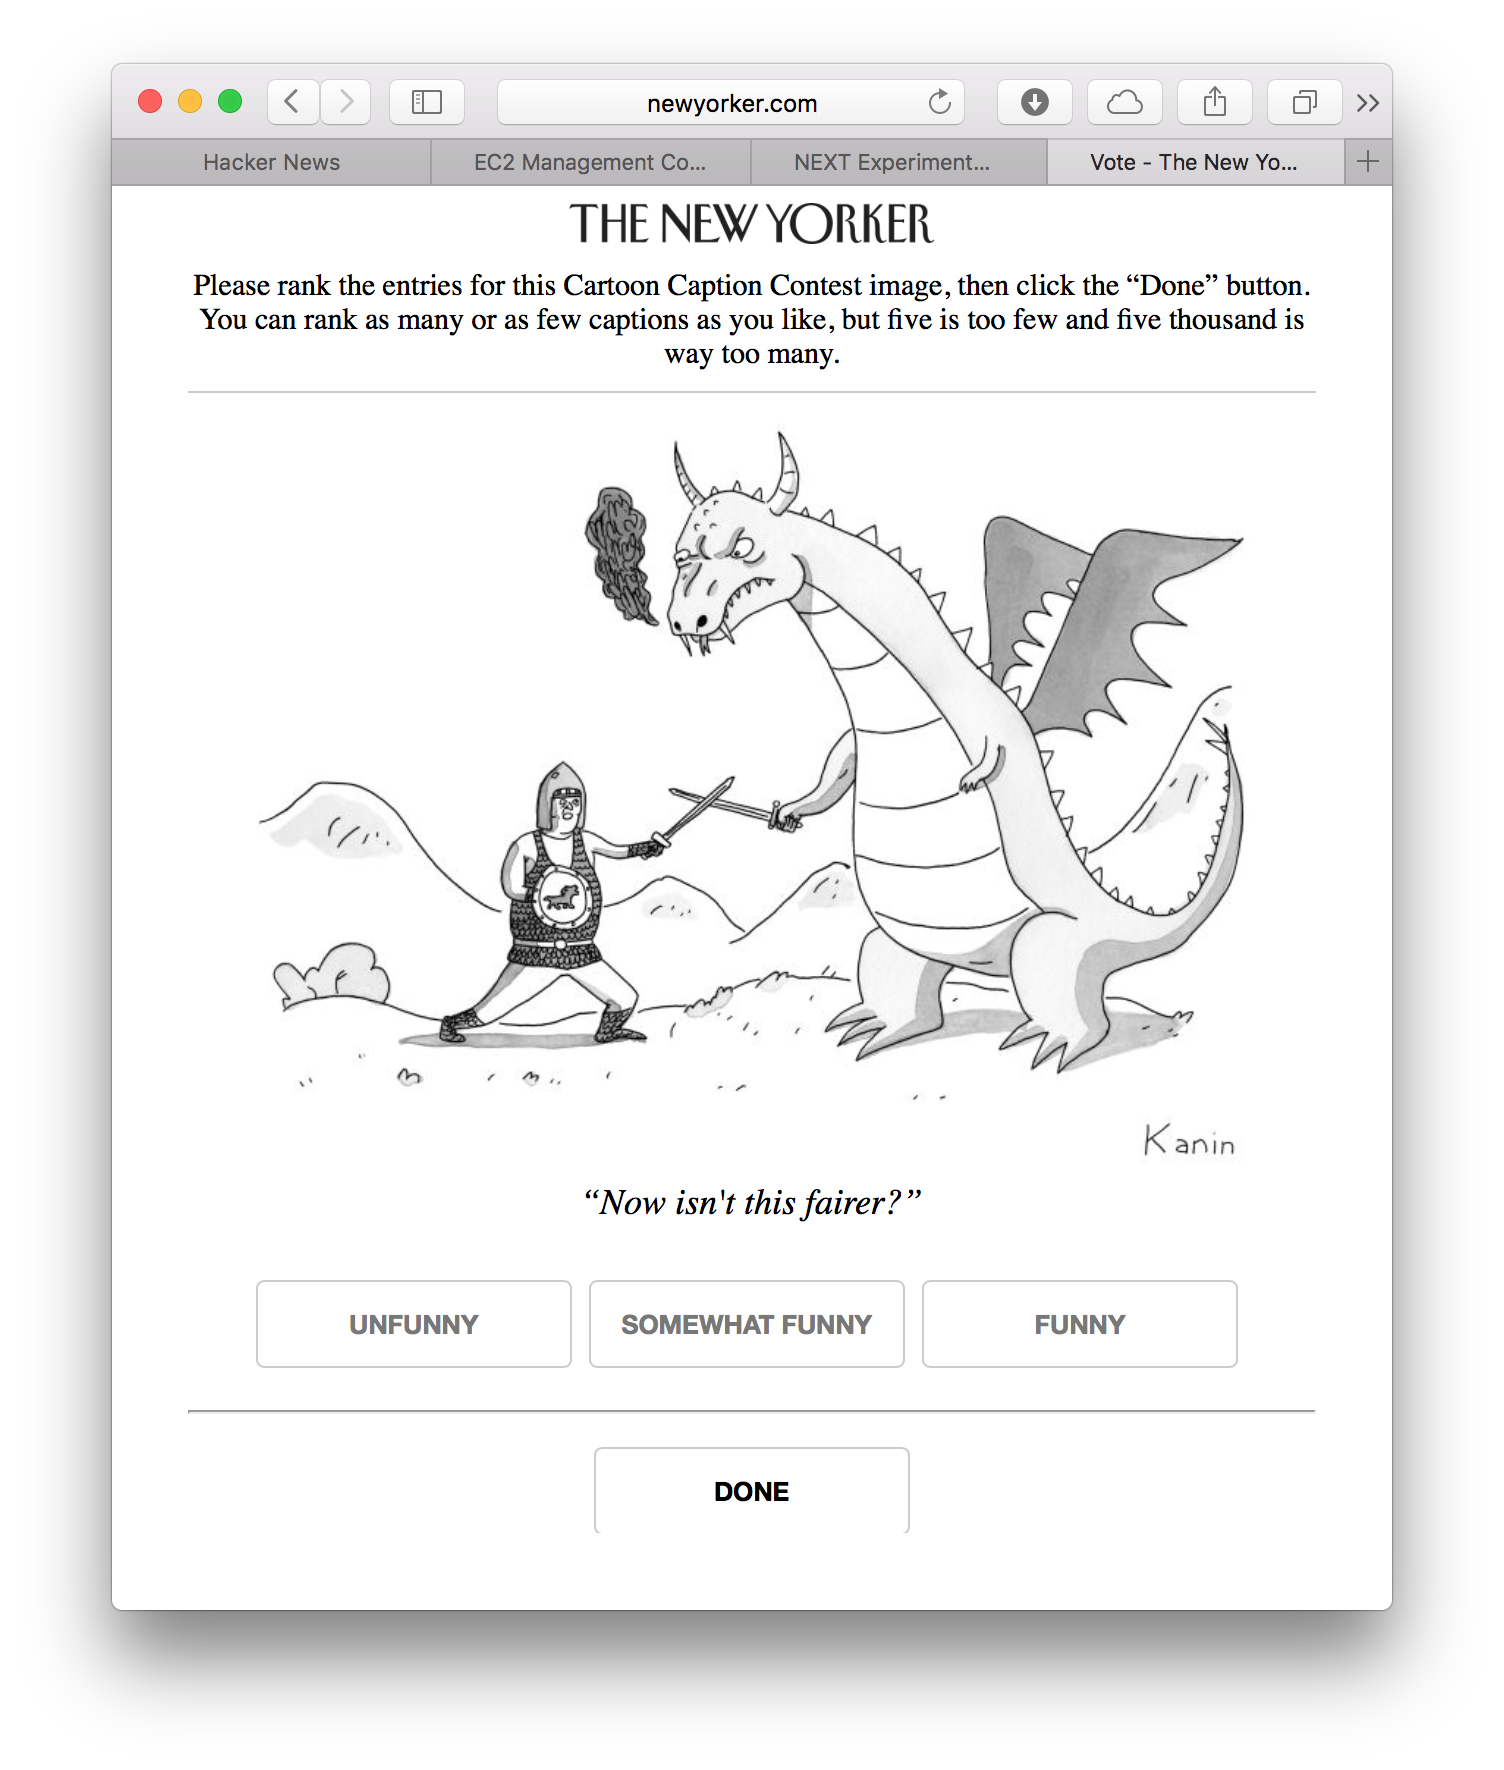 newyorker.com
Hacker News
EC2 Management Co...
NEXT Experiment...
Vote - The New Yo...
THE NEW YORKER
Please rank the entries for this Cartoon Caption Contest image, then click the “Done” button.
You can rank as many or as few captions as you like, but five is too few and five thousand is
way too many.
Kanin
“Now isn't this fairer?”
UNFUNNY
SOMEWHAT FUNNY
FUNNY
DONE